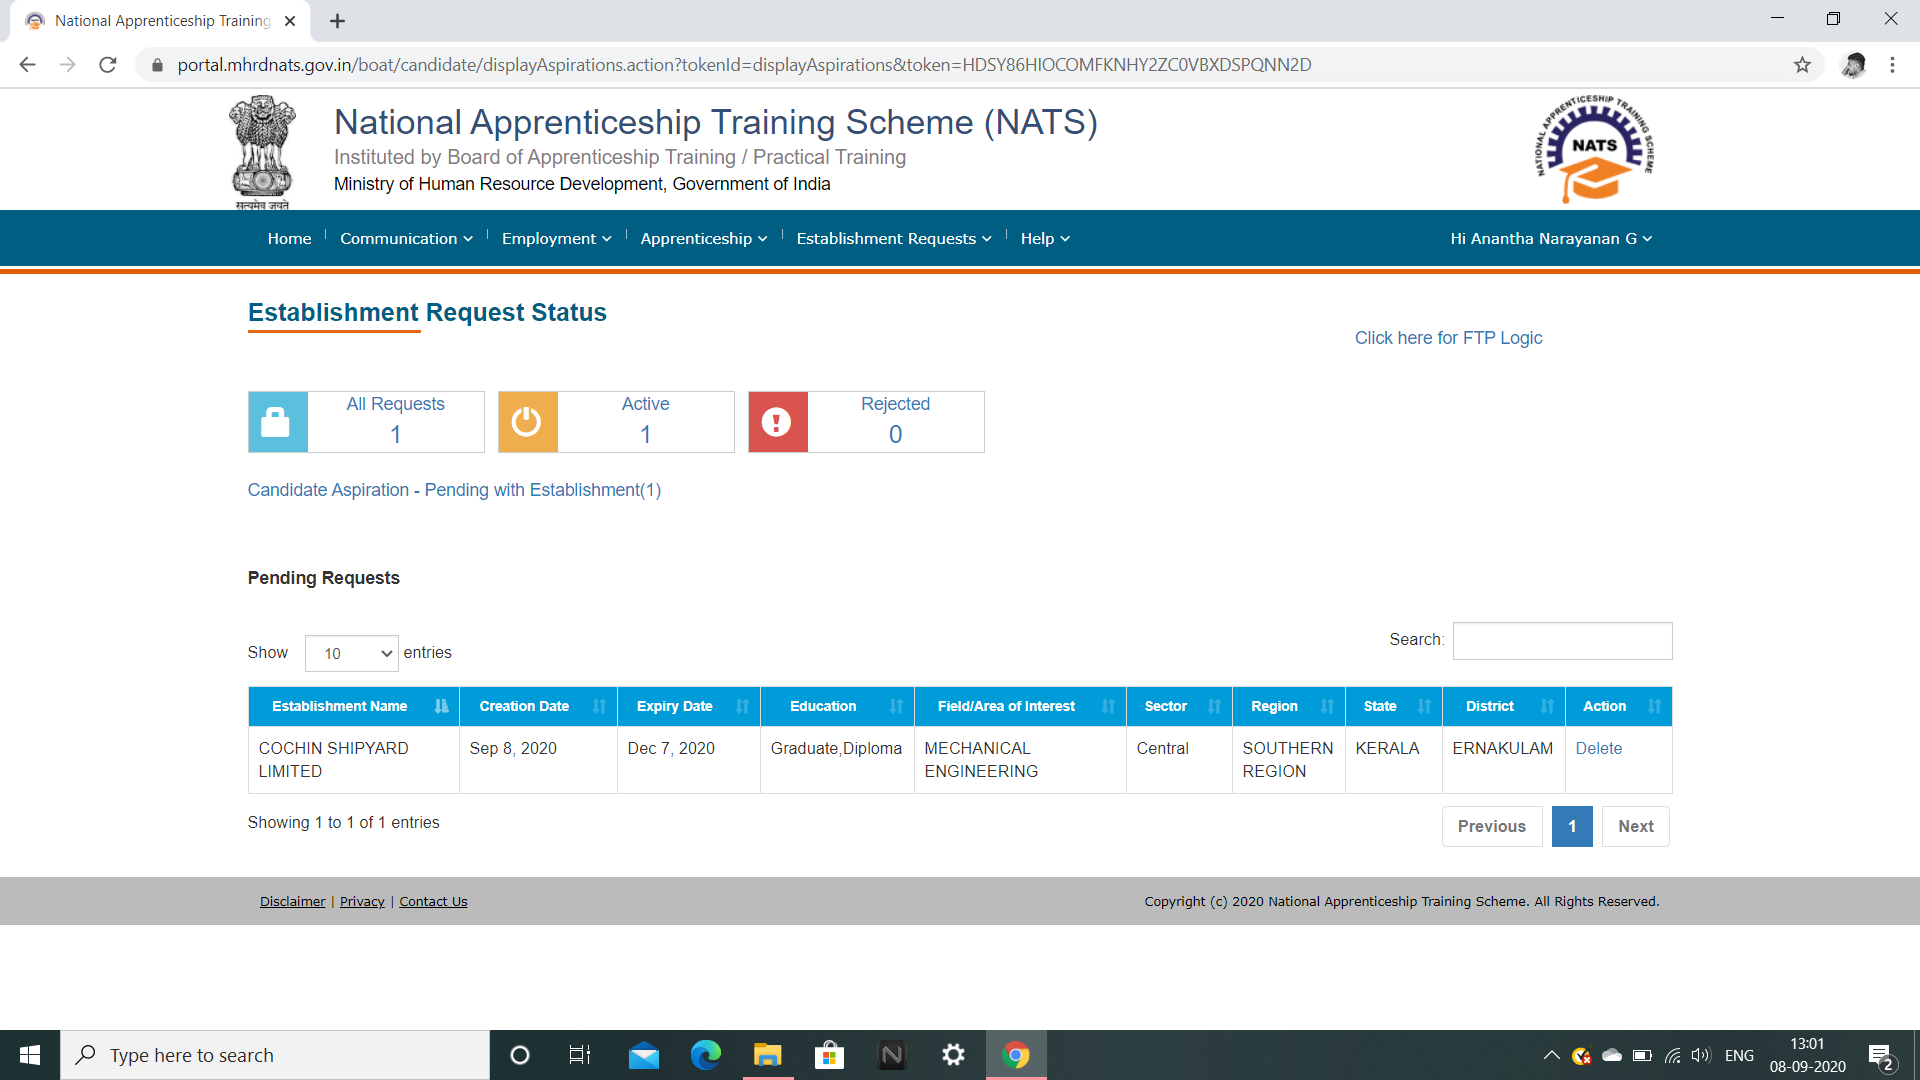 National Apprenticeship Training
portal.mhrdnats.gov.in/boat/candidate/displayAspirations.action?tokenId=displayAspirations&token=HDSY86HIOCOMFKNHY2ZC0VBXDSPQNN2D
सत्यमेव जयते
National Apprenticeship Training Scheme (NATS)
Instituted by Board of Apprenticeship Training / Practical Training
Ministry of Human Resource Development, Government of India
NATIONAL APPRENTICESHIP TRAINING SCHEME
NATS
Home Communication Employment Apprenticeship Establishment Requests Help Hi Anantha Narayanan G
Establishment Request Status
Click here for FTP Logic
All Requests
1
Active
1
Rejected
0
Candidate Aspiration - Pending with Establishment(1)
Pending Requests
Show 10 entries
Search:
Establishment Name Creation Date Expiry Date Education Field/Area of Interest Sector Region State District Action
COCHIN SHIPYARD LIMITED Sep 8, 2020 Dec 7, 2020 Graduate,Diploma MECHANICAL ENGINEERING Central SOUTHERN REGION KERALA ERNAKULAM Delete
Showing 1 to 1 of 1 entries
Previous 1 Next
Disclaimer | Privacy | Contact Us
Copyright (c) 2020 National Apprenticeship Training Scheme. All Rights Reserved.
Type here to search
N
ENG
13:01
08-09-2020
2